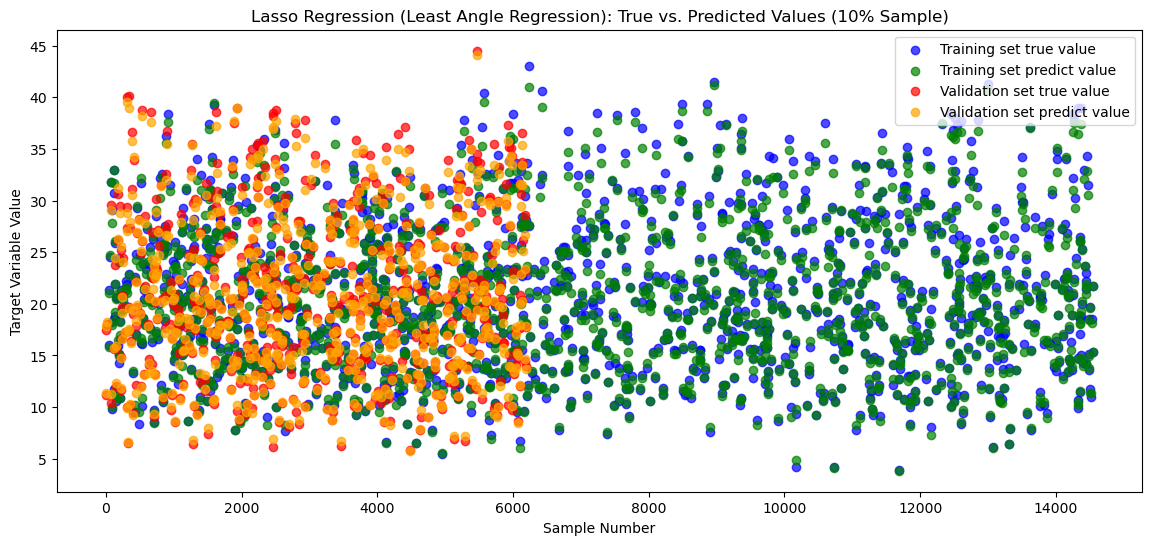 Lasso Regression (Least Angle Regression): True vs. Predicted Values (10% Sample)
Training set true value
Training set predict value
Validation set true value
Validation set predict value
Target Variable Value
45
40
35
30
25
20
15
10
5
0
2000
4000
6000
8000
10000
12000
14000
Sample Number